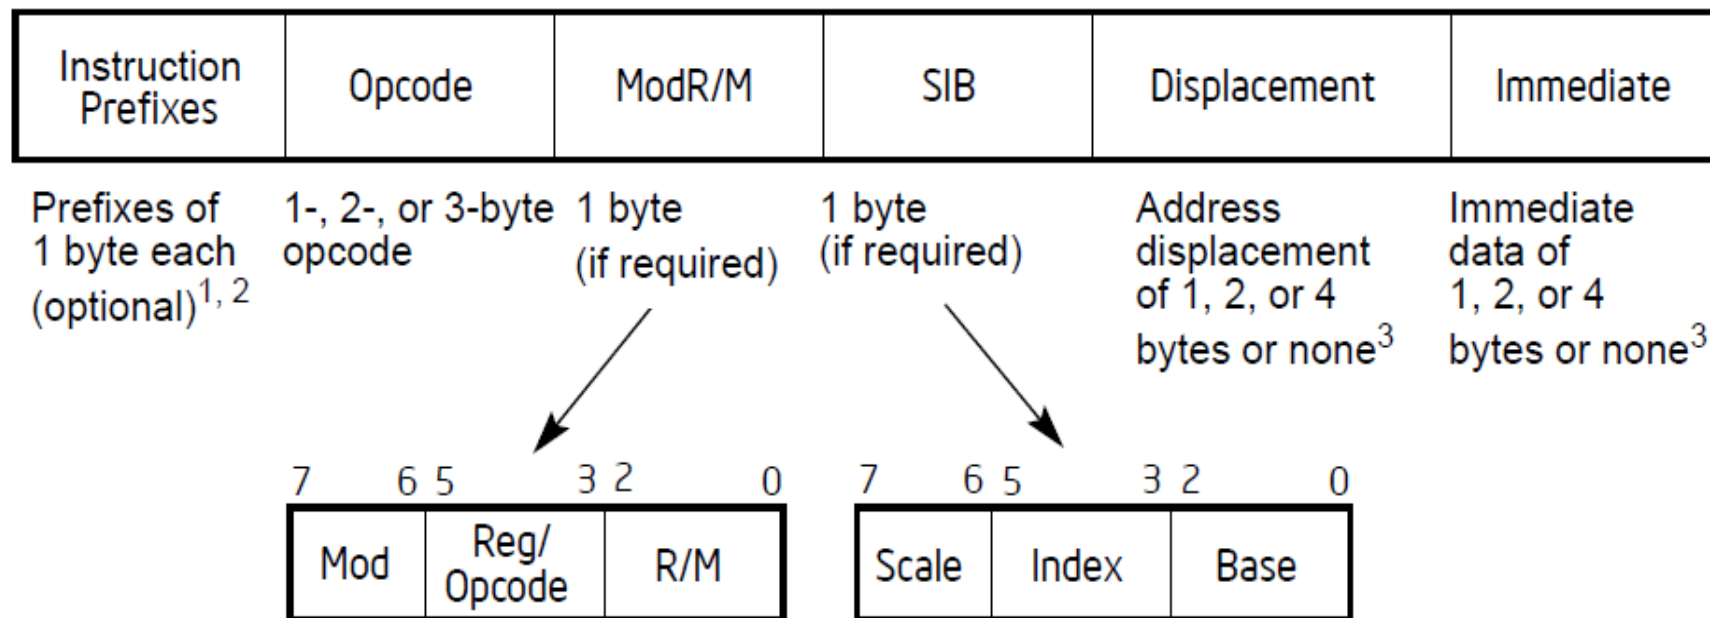 Instruction
Prefixes
Opcode
ModR/M
SIB
Displacement
Immediate
Prefixes of
1 byte each
(optional)1, 2
1-, 2-, or 3-byte
opcode
1 byte
(if required)
1 byte
(if required)
Address
displacement
of 1, 2, or 4
bytes or none3
Immediate
data of
1, 2, or 4
bytes or none3
7 6 5 3 2 0
Mod
Reg/
Opcode
R/M
7 6 5 3 2 0
Scale
Index
Base